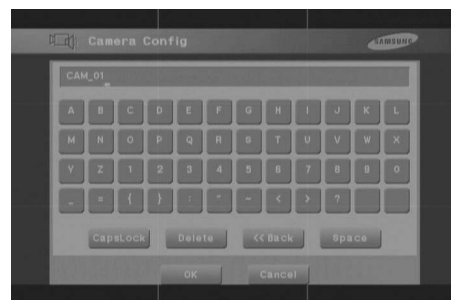 Camera Config
SAMSUNG
CAM_01_
A B C D E F G H I J K L
M N O P Q R S T U V W X
Y Z 1 2 3 4 5 6 7 8 9 0
_ = { } : " ~ < > ?
CapsLock Delete << Back Space
OK Cancel